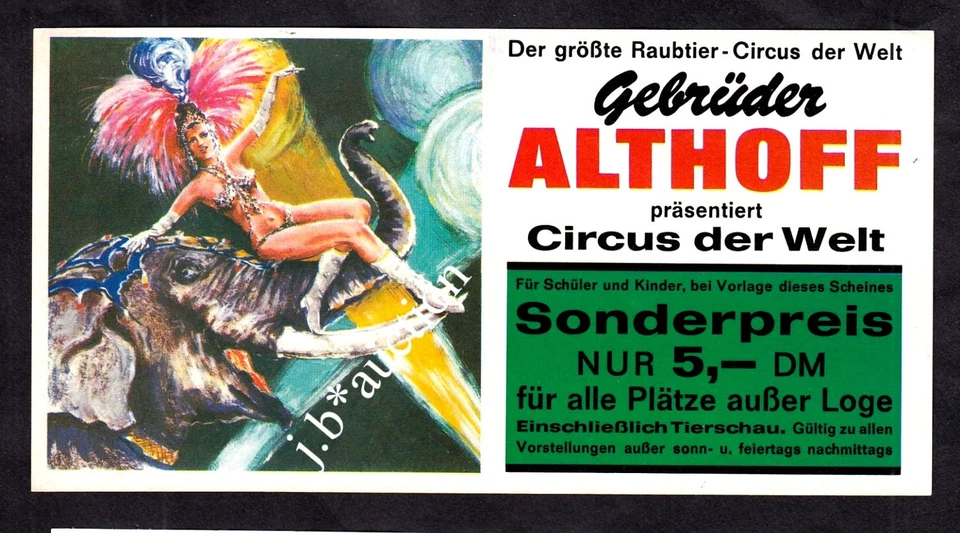 Der größte Raubtier-Circus der Welt
Gebrüder
ALTHOFF
präsentiert
Circus der Welt
Für Schüler und Kinder, bei Vorlage dieses Scheines
Sonderpreis
NUR 5,— DM
für alle Plätze außer Loge
Einschließlich Tierschau. Gültig zu allen
Vorstellungen außer sonn- u. feiertags nachmittags
j.b*auction